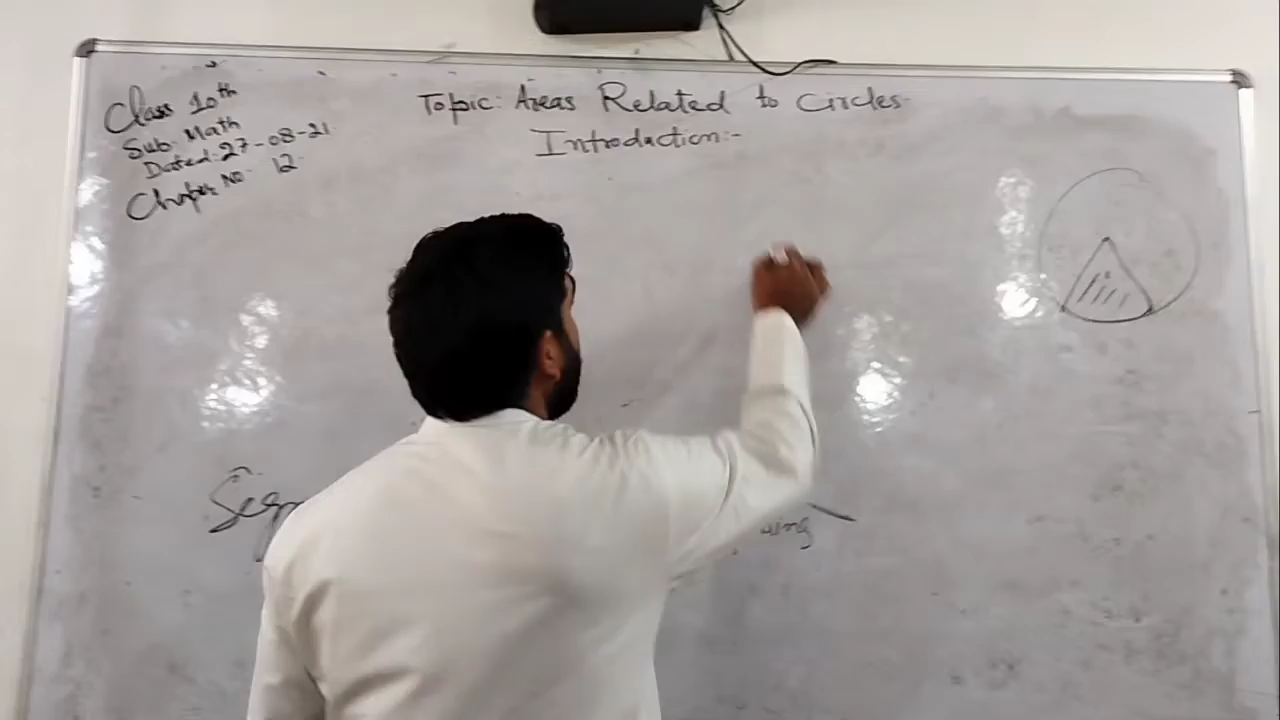 Class 10th
Sub: Math
Dated: 27-08-21
Chapter No. 12
Topic: Areas Related to Circles
Introduction:-